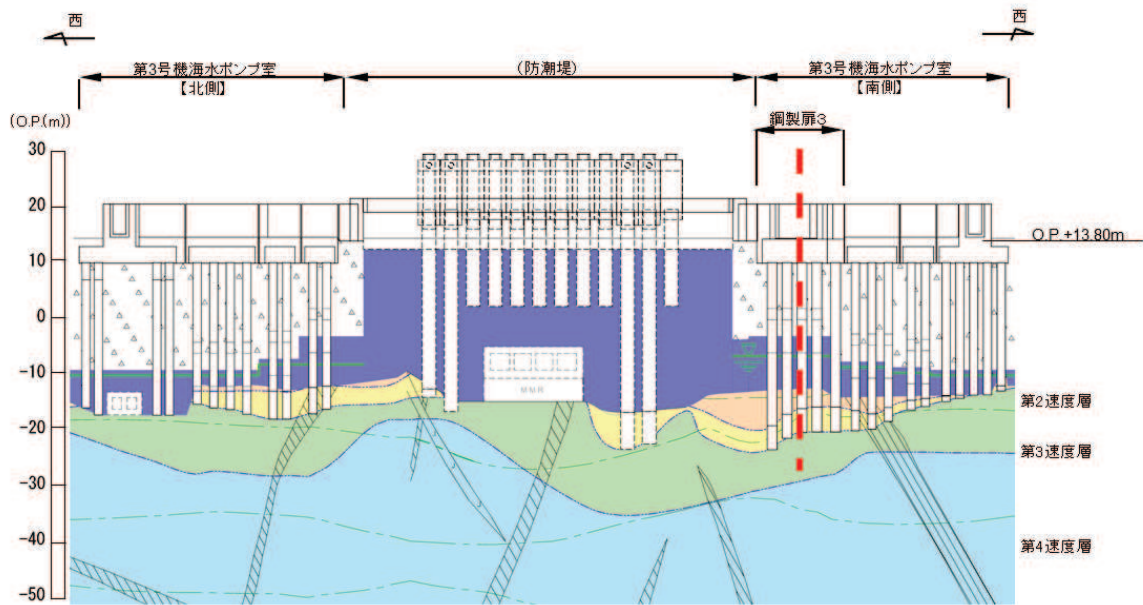 西
西
第3号機海水ポンプ室
【北側】
(防潮堤)
第3号機海水ポンプ室
【南側】
鋼製扉3
(O.P.(m))
30
20
10
0
-10
-20
-30
-40
-50
O.P.+13.80m
MMR
第2速度層
第3速度層
第4速度層